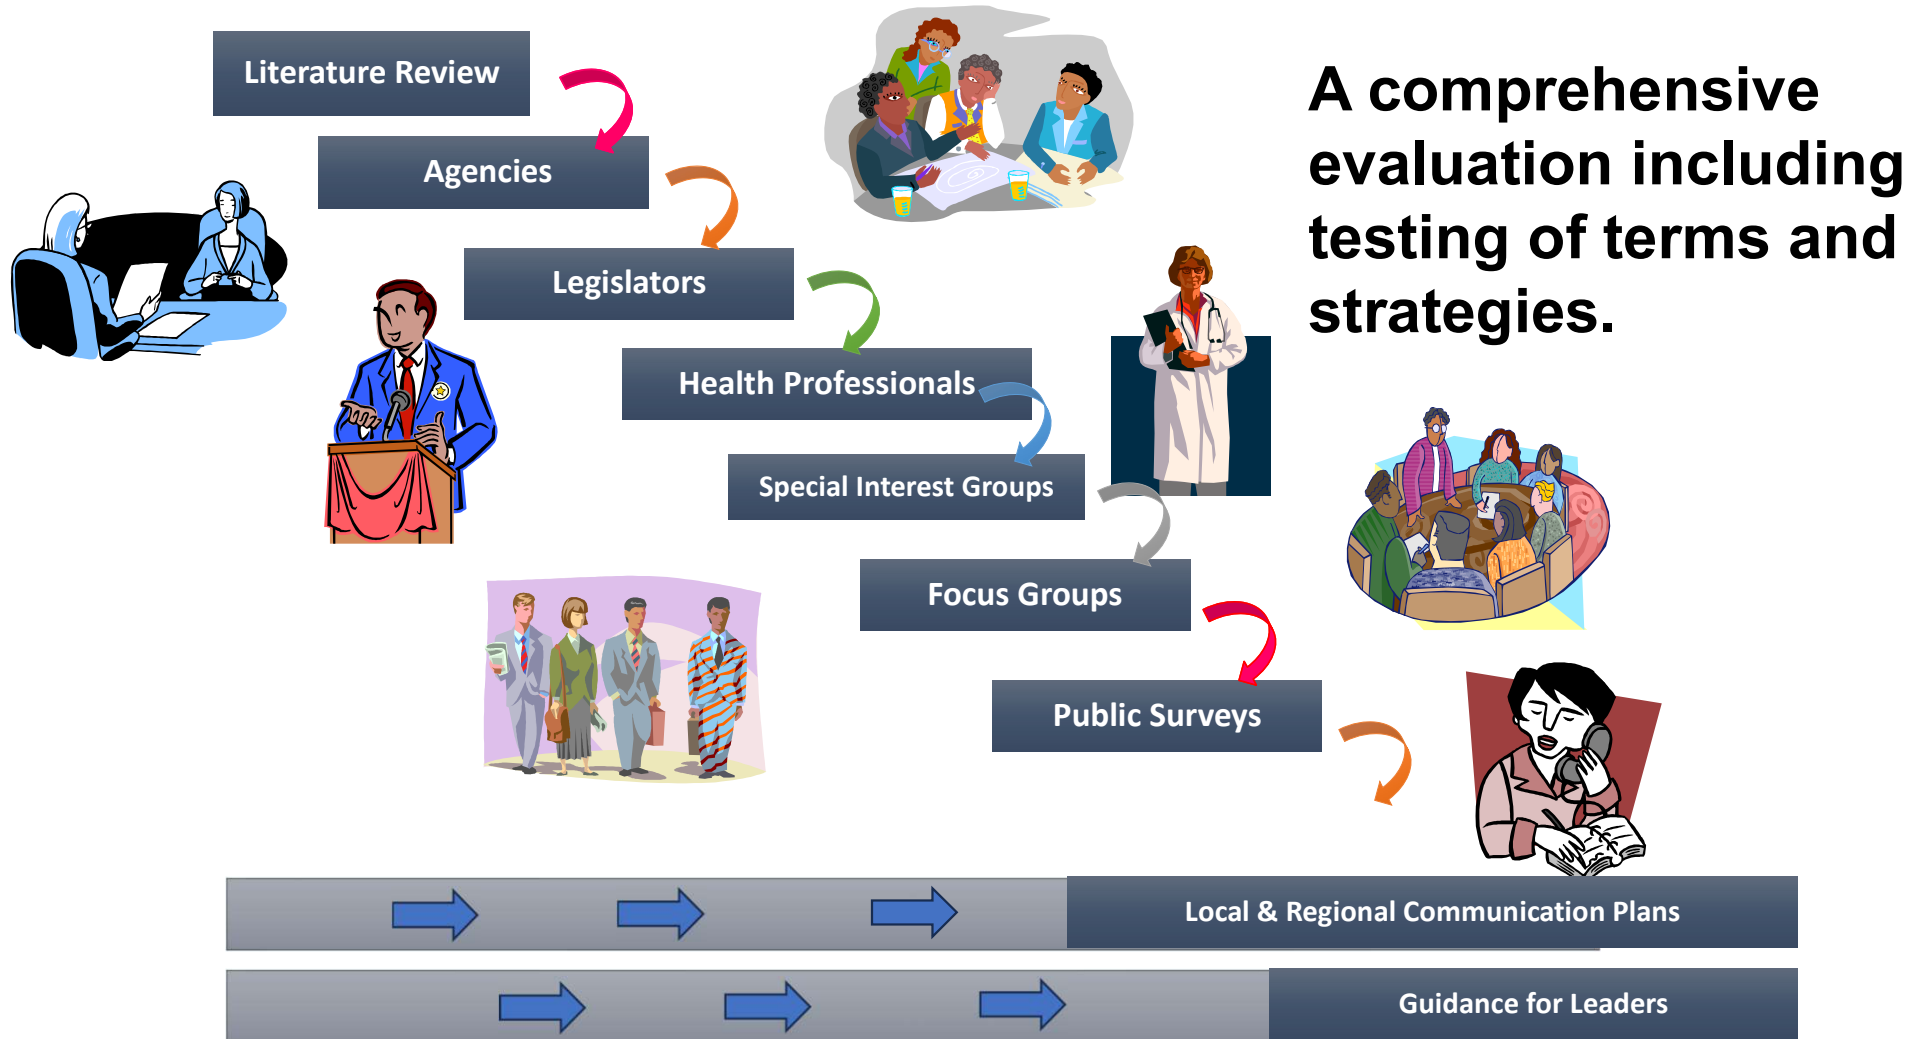 Literature Review
Agencies
Legislators
Health Professionals
Special Interest Groups
Focus Groups
Public Surveys
A comprehensive
evaluation including
testing of terms and
strategies.
Local & Regional Communication Plans
Guidance for Leaders